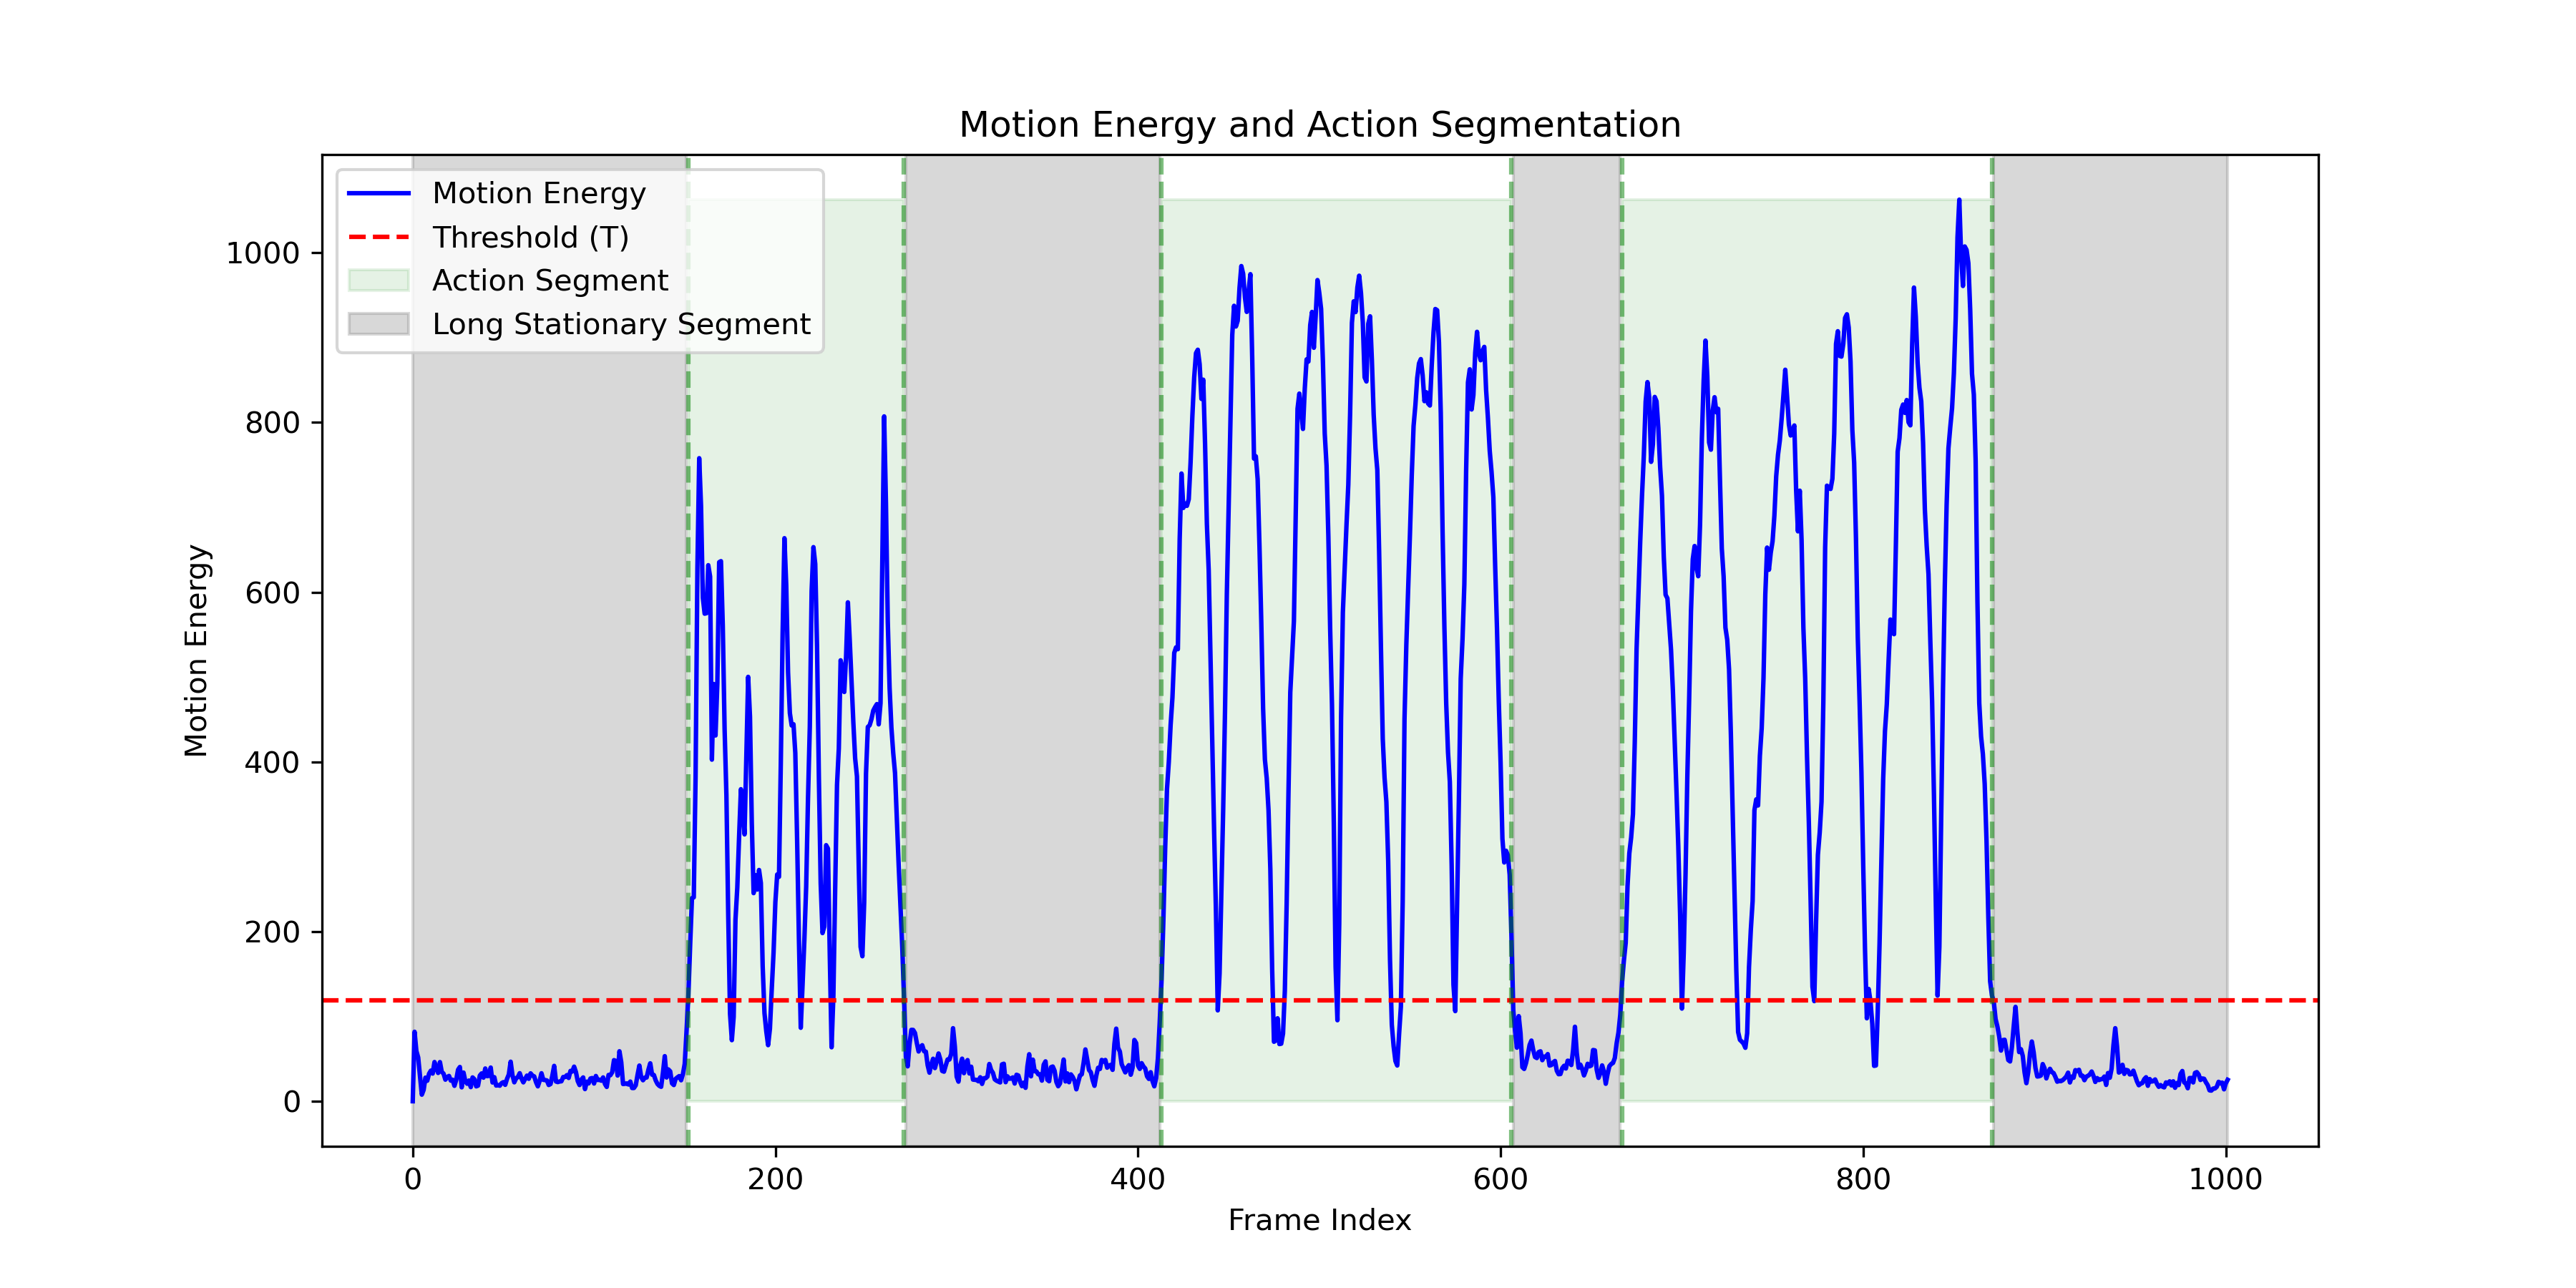 Motion Energy and Action Segmentation
Motion Energy
Threshold (T)
Action Segment
Long Stationary Segment
1000
800
600
400
200
0
Motion Energy
0 200 400 600 800 1000
Frame Index